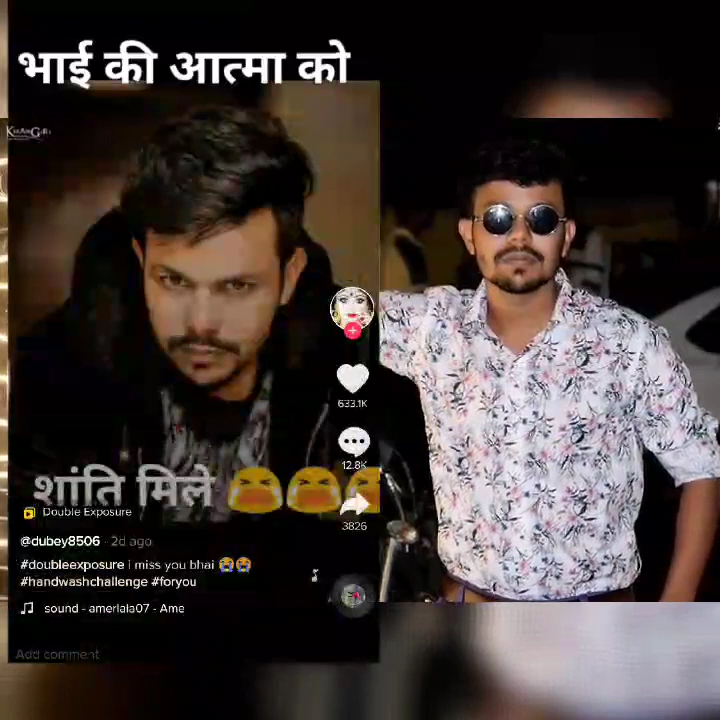 भाई की आत्मा को
शांति मिले 😭😭😭
633.1K
12.8K
3826
Double Exposure
@dubey8506 · 2d ago
#doubleexposure i miss you bhai 😭😭
#handwashchallenge #foryou
sound - amerlala07 - Ame
Add comment